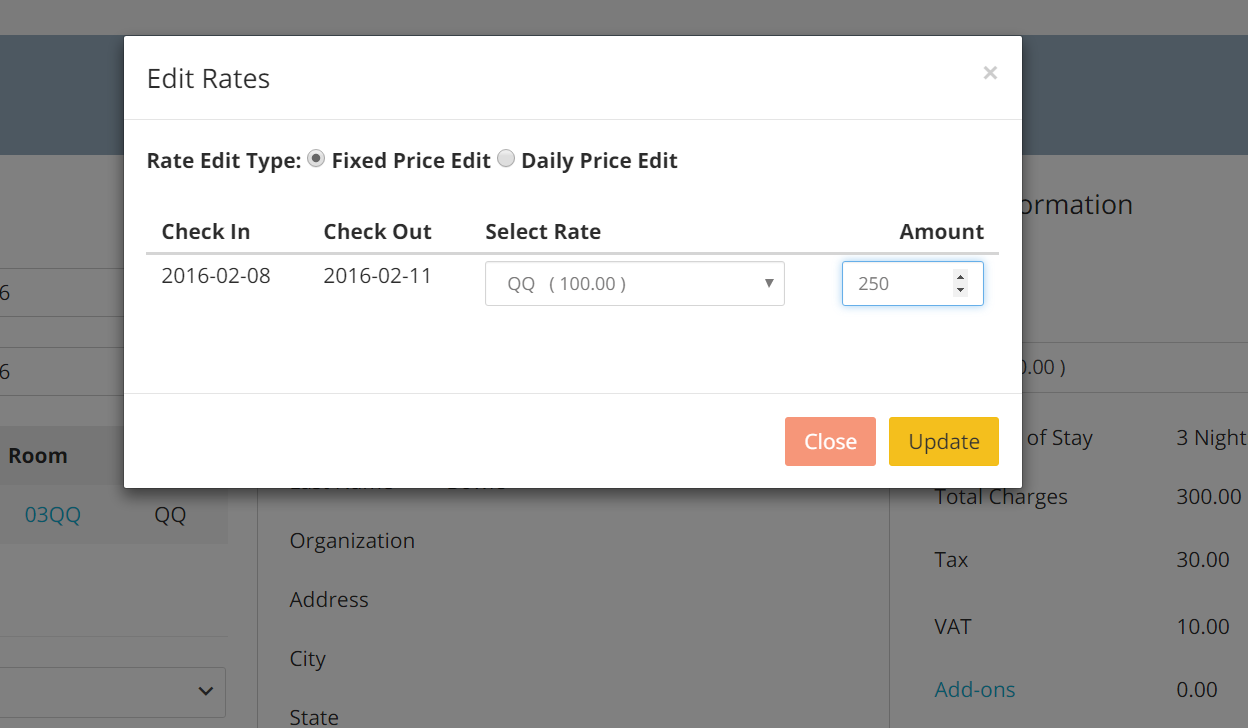 Edit Rates ×
Rate Edit Type: Fixed Price Edit Daily Price Edit
Check In Check Out Select Rate Amount
2016-02-08 2016-02-11 QQ ( 100.00 ) 250
Close Update
6
6
Room
03QQ QQ
Organization
Address
City
State
ormation
0.00 )
of Stay 3 Night
Total Charges 300.00
Tax 30.00
VAT 10.00
Add-ons 0.00